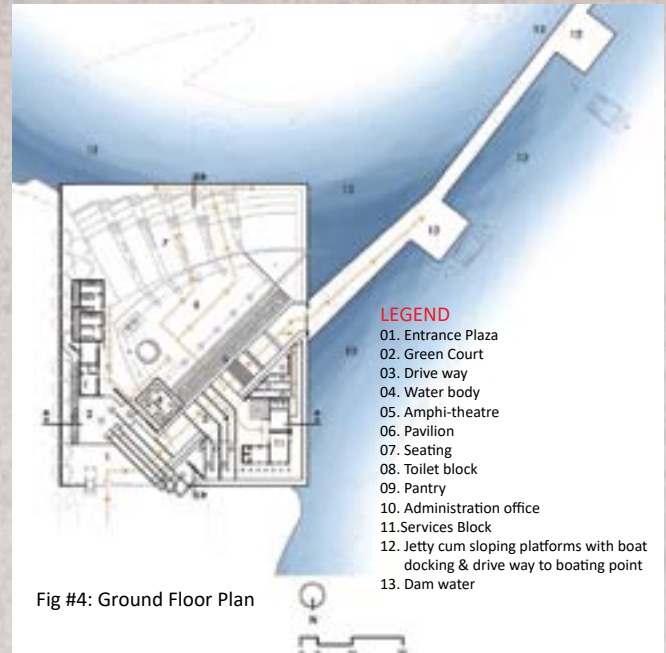 LEGEND
01. Entrance Plaza
02. Green Court
03. Drive way
04. Water body
05. Amphi-theatre
06. Pavilion
07. Seating
08. Toilet block
09. Pantry
10. Administration office
11.Services Block
12. Jetty cum sloping platforms with boat
docking & drive way to boating point
13. Dam water
Fig #4: Ground Floor Plan
N